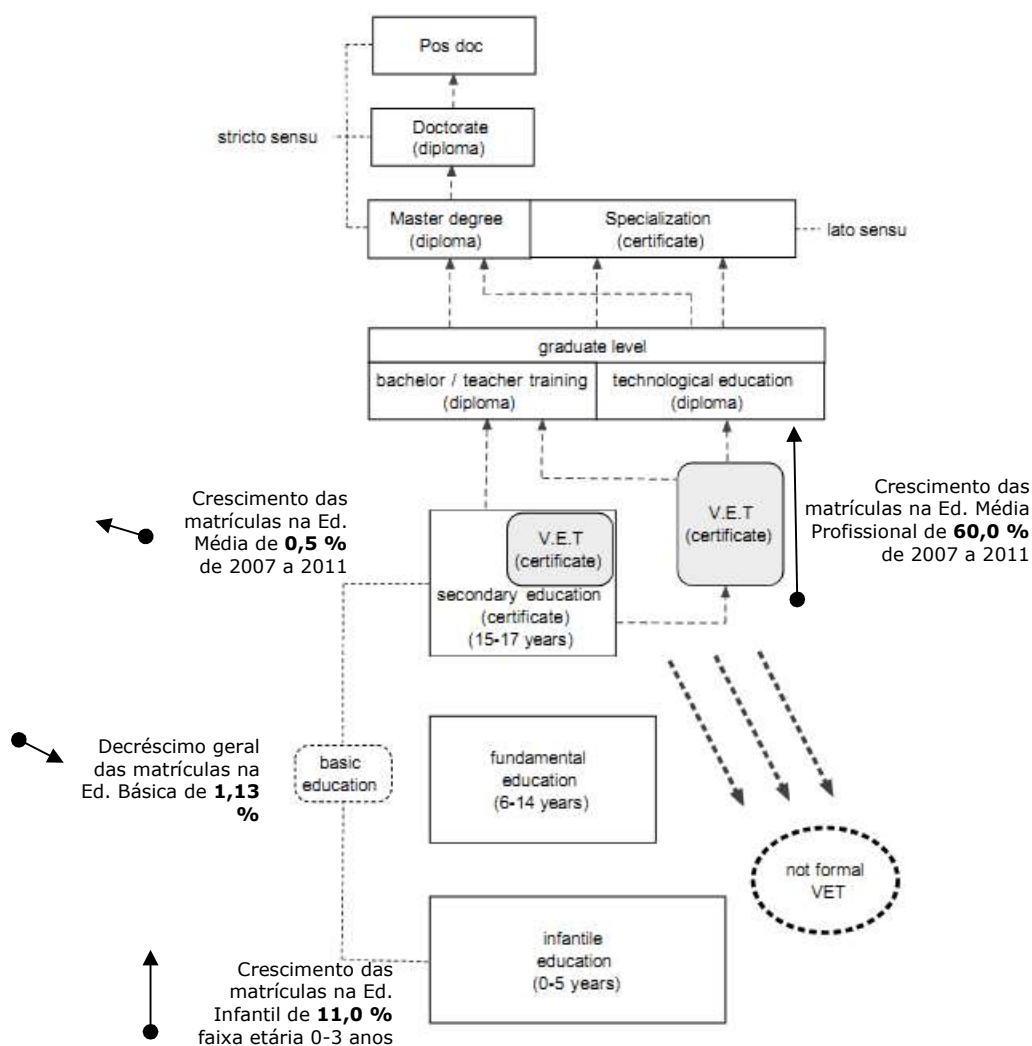 Pos doc
stricto sensu
Doctorate
(diploma)
Master degree
(diploma)
Specialization
(certificate)
lato sensu
graduate level
bachelor / teacher training
(diploma)
technological education
(diploma)
Crescimento das
matrículas na Ed.
Média de 0,5 %
de 2007 a 2011
V.E.T
(certificate)
secondary education
(certificate)
(15-17 years)
V.E.T
(certificate)
Crescimento das
matrículas na Ed. Média
Profissional de 60,0 %
de 2007 a 2011
Decréscimo geral
das matrículas na
Ed. Básica de 1,13
%
basic
education
fundamental
education
(6-14 years)
not formal
VET
infantile
education
(0-5 years)
Crescimento das
matrículas na Ed.
Infantil de 11,0 %
faixa etária 0-3 anos